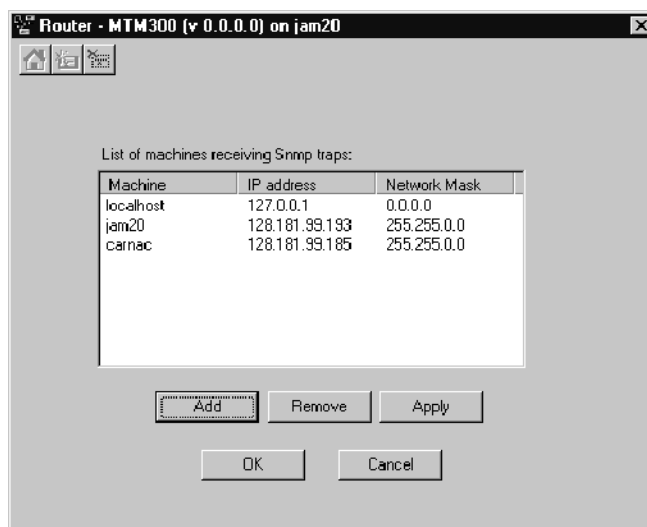 Router - MTM300 (v 0.0.0.0) on jam20
List of machines receiving Snmp traps:
Machine IP address Network Mask
localhost 127.0.0.1 0.0.0.0
jam20 128.181.99.193 255.255.0.0
carnac 128.181.99.185 255.255.0.0
Add Remove Apply
OK Cancel